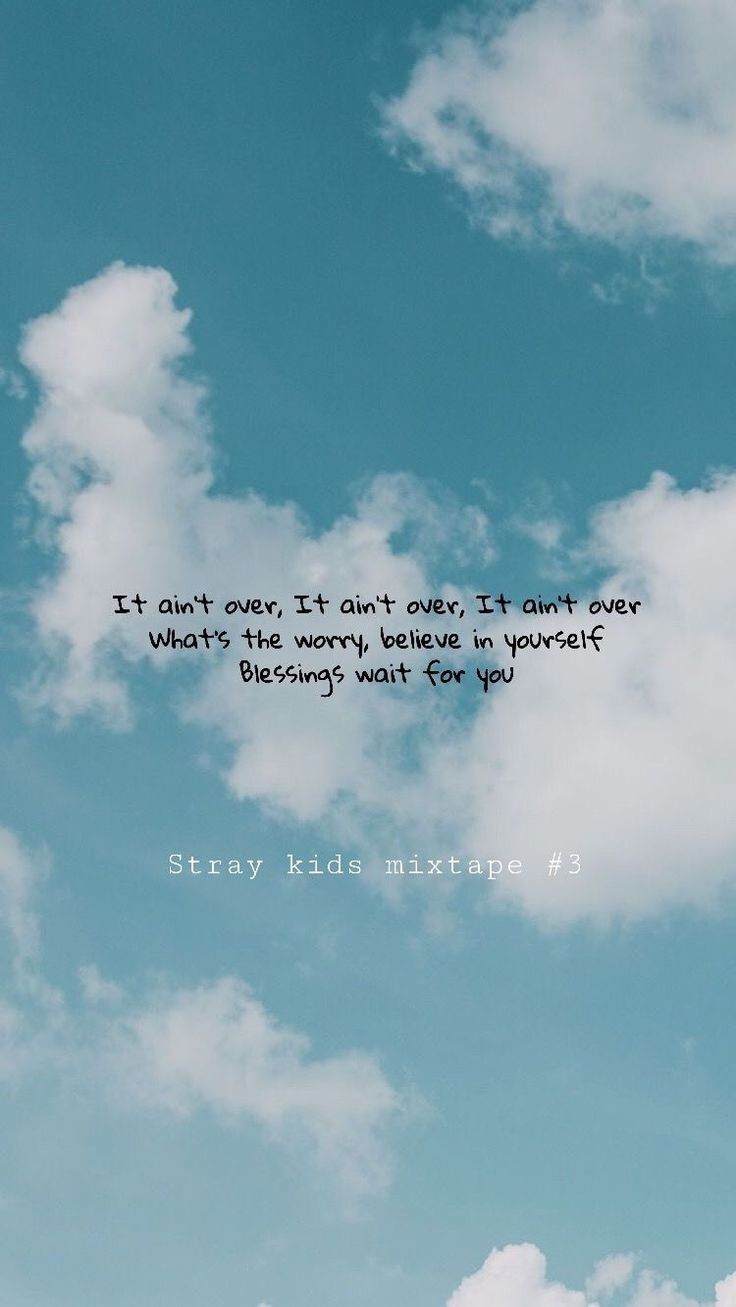 It ain't over, It ain't over, It ain't over
What's the worry, believe in yourself
Blessings wait for you
Stray kids mixtape #3